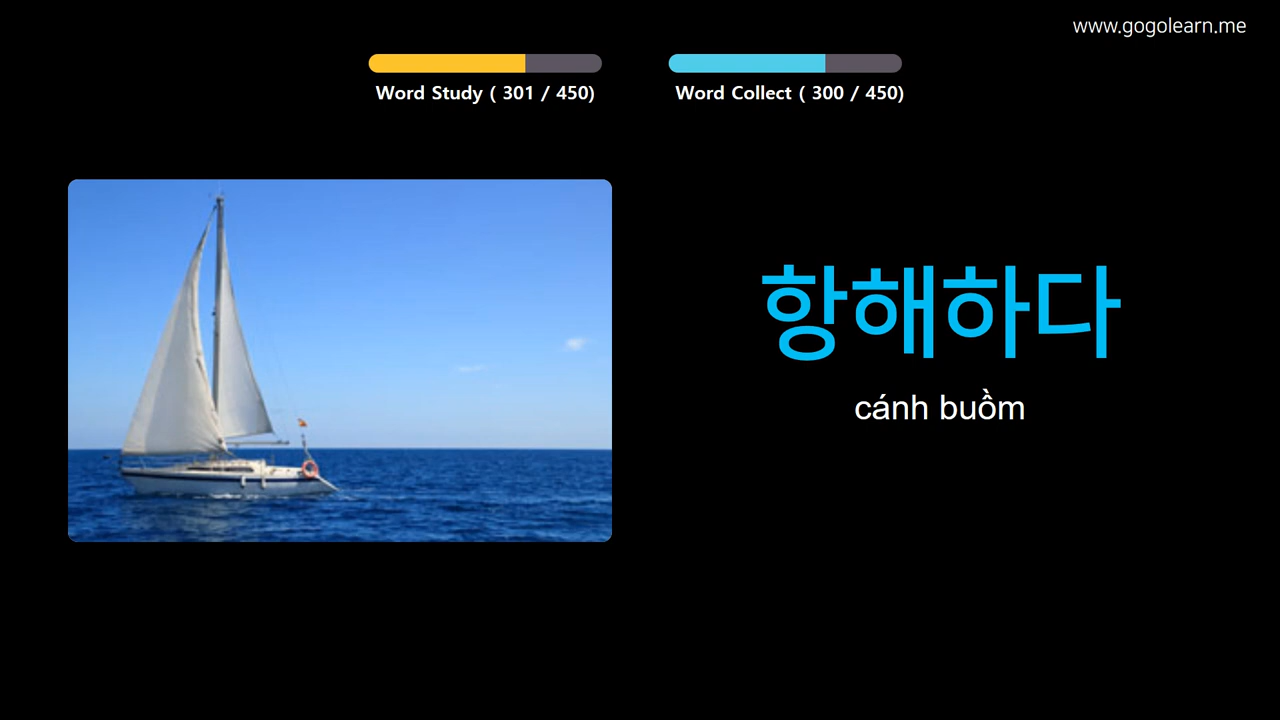 www.gogolearn.me
Word Study ( 301 / 450)
Word Collect ( 300 / 450)
항해하다
cánh buồm